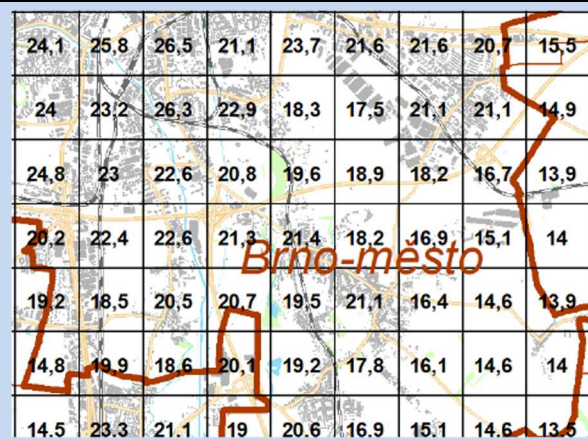 24,1 25,8 26,5 21,1 23,7 21,6 21,6 20,7 15,5
24 23,2 26,3 22,9 18,3 17,5 21,1 21,1 14,9
24,8 23 22,6 20,8 19,6 18,9 18,2 16,7 13,9
20,2 22,4 22,6 21,3 21,4 18,2 16,9 15,1 14
Brno-město
19,2 18,5 20,5 20,7 19,5 21,1 16,4 14,6 13,9
14,8 19,9 18,6 20,1 19,2 17,8 16,1 14,6 14
14,5 23,3 21,1 19 20,6 16,9 15,1 14,6 13,5